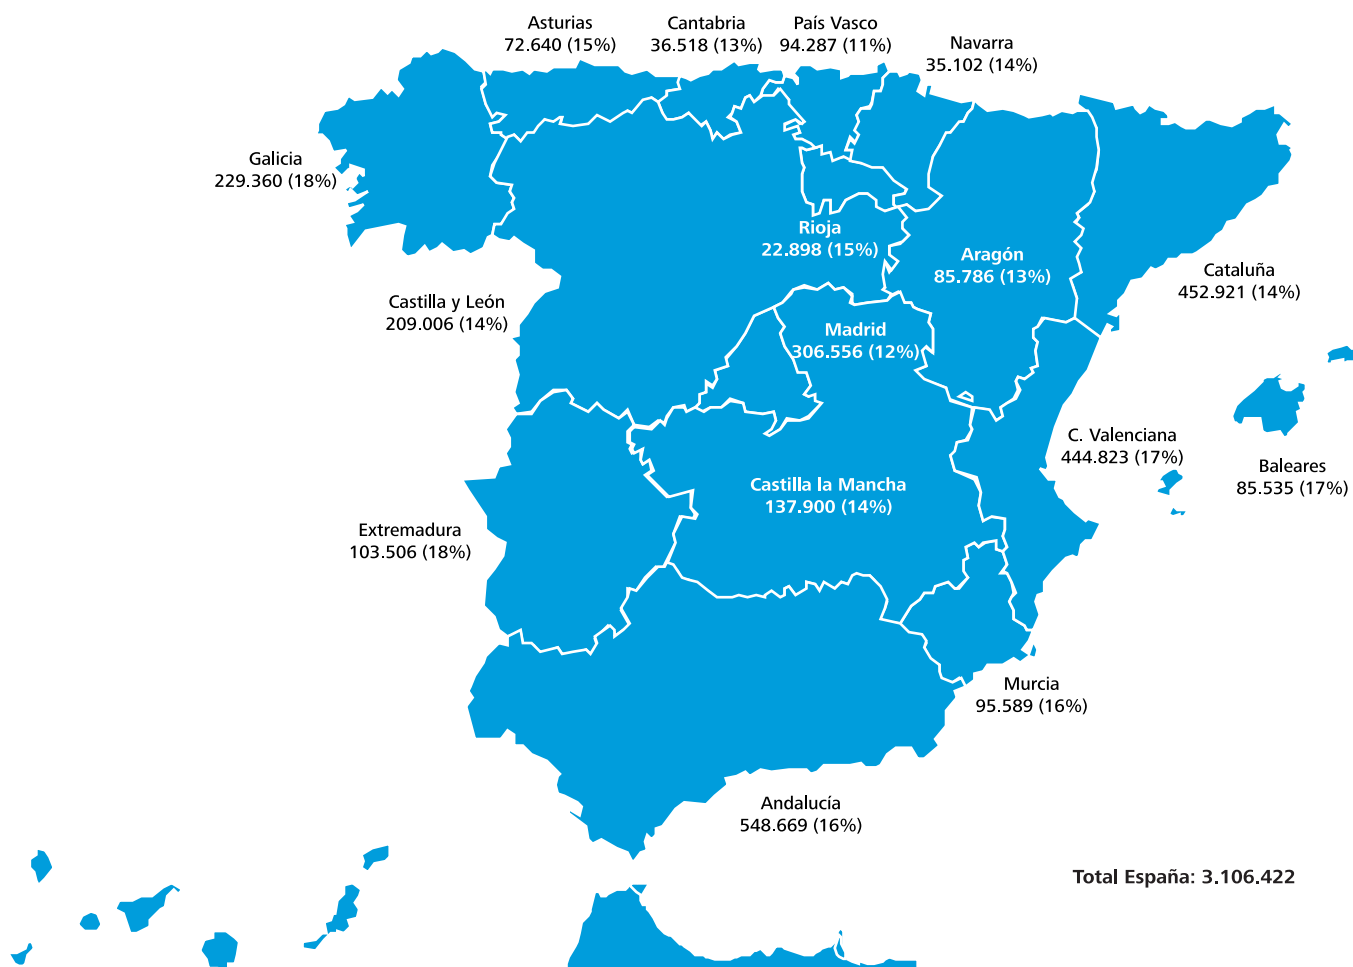 Asturias
72.640 (15%)
Cantabria
36.518 (13%)
País Vasco
94.287 (11%)
Navarra
35.102 (14%)
Galicia
229.360 (18%)
Rioja
22.898 (15%)
Aragón
85.786 (13%)
Cataluña
452.921 (14%)
Castilla y León
209.006 (14%)
Madrid
306.556 (12%)
C. Valenciana
444.823 (17%)
Baleares
85.535 (17%)
Castilla la Mancha
137.900 (14%)
Extremadura
103.506 (18%)
Murcia
95.589 (16%)
Andalucía
548.669 (16%)
Total España: 3.106.422